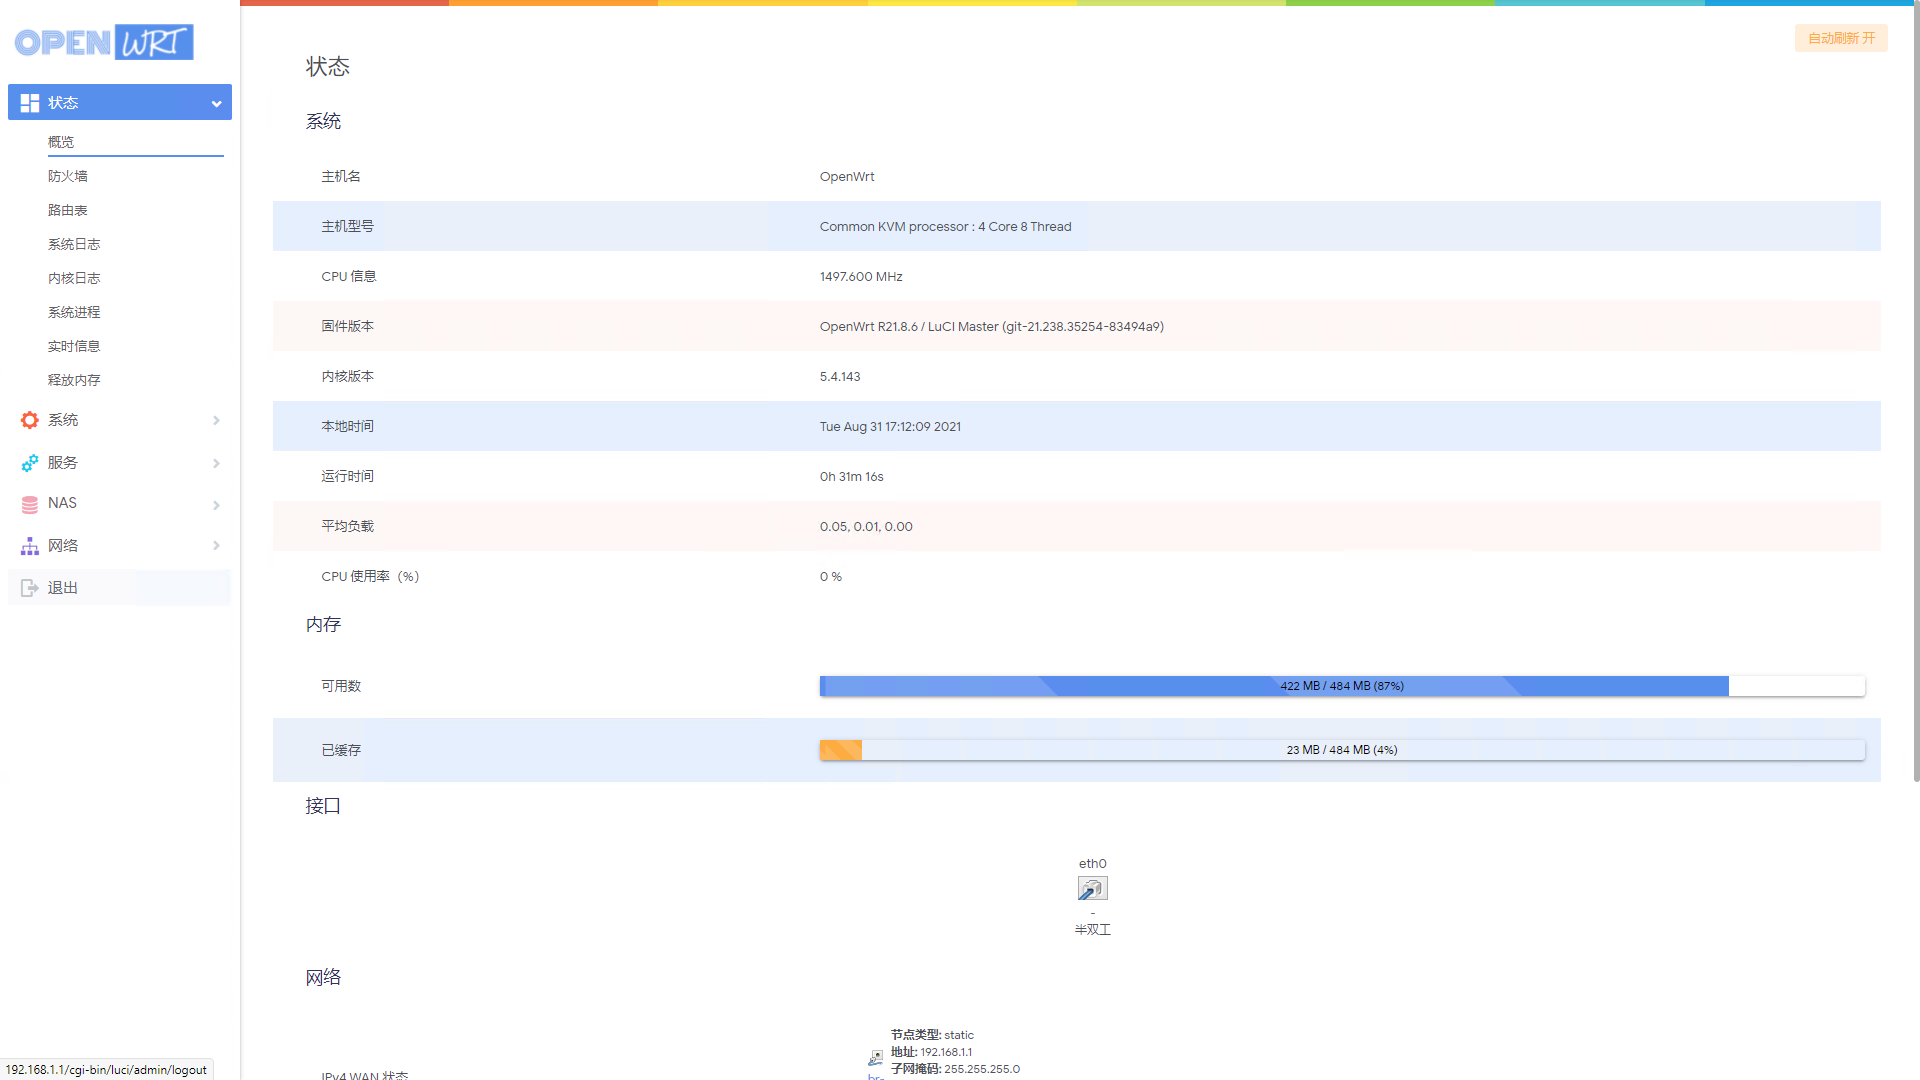 OPENWRT
状态
概览
防火墙
路由表
系统日志
内核日志
系统进程
实时信息
释放内存
系统
服务
NAS
网络
退出
192.168.1.1/cgi-bin/luci/admin/logout
自动刷新 开
状态
系统
主机名 OpenWrt
主机型号 Common KVM processor : 4 Core 8 Thread
CPU 信息 1497.600 MHz
固件版本 OpenWrt R21.8.6 / LuCI Master (git-21.238.35254-83494a9)
内核版本 5.4.143
本地时间 Tue Aug 31 17:12:09 2021
运行时间 0h 31m 16s
平均负载 0.05, 0.01, 0.00
CPU 使用率（%） 0 %
内存
可用数 422 MB / 484 MB (87%)
已缓存 23 MB / 484 MB (4%)
接口
eth0
-
半双工
网络
节点类型: static
地址: 192.168.1.1
子网掩码: 255.255.255.0
IPv4 WAN 状态
br-